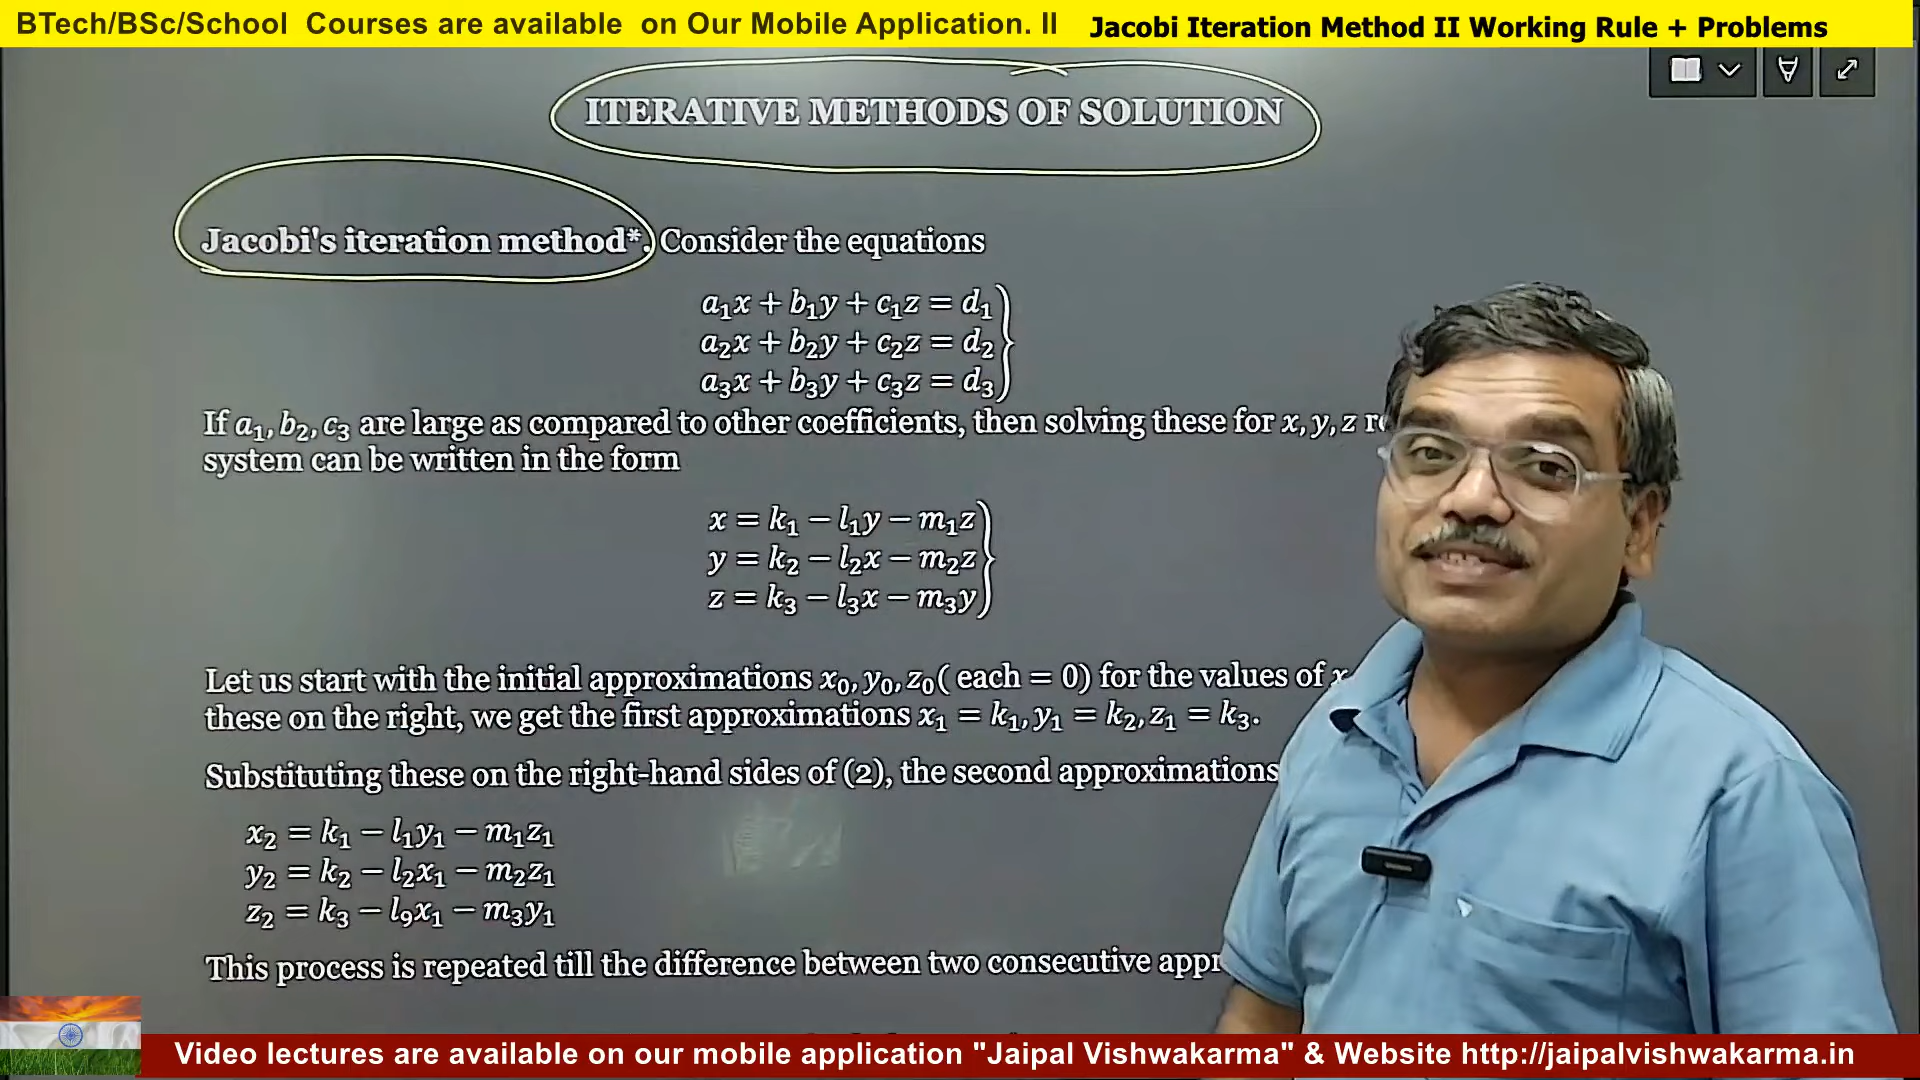 BTech/BSc/School Courses are available on Our Mobile Application. II Jacobi Iteration Method II Working Rule + Problems
ITERATIVE METHODS OF SOLUTION
Jacobi's iteration method*. Consider the equations
a₁x + b₁y + c₁z = d₁
a₂x + b₂y + c₂z = d₂
a₃x + b₃y + c₃z = d₃
If a₁, b₂, c₃ are large as compared to other coefficients, then solving these for x, y, z
system can be written in the form
x = k₁ − l₁y − m₁z
y = k₂ − l₂x − m₂z
z = k₃ − l₃x − m₃y
Let us start with the initial approximations x₀, y₀, z₀( each = 0) for the values of x
these on the right, we get the first approximations x₁ = k₁, y₁ = k₂, z₁ = k₃.
Substituting these on the right-hand sides of (2), the second approximations
x₂ = k₁ − l₁y₁ − m₁z₁
y₂ = k₂ − l₂x₁ − m₂z₁
z₂ = k₃ − l₉x₁ − m₃y₁
This process is repeated till the difference between two consecutive
Video lectures are available on our mobile application "Jaipal Vishwakarma" & Website http://jaipalvishwakarma.in